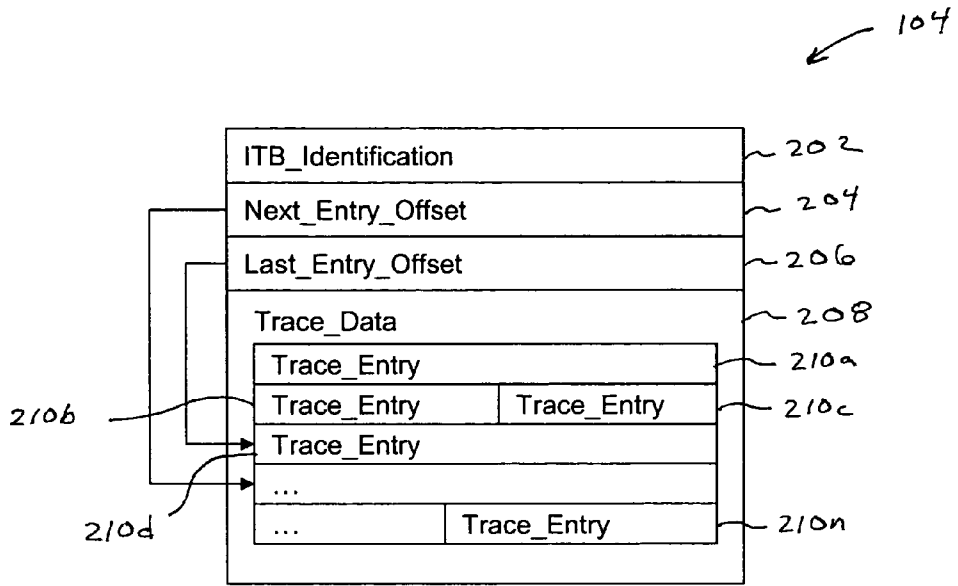 104
ITB_Identification 202
Next_Entry_Offset 204
Last_Entry_Offset 206
Trace_Data 208
Trace_Entry 210a
210b Trace_Entry Trace_Entry 210c
Trace_Entry
...
210d ... Trace_Entry 210n